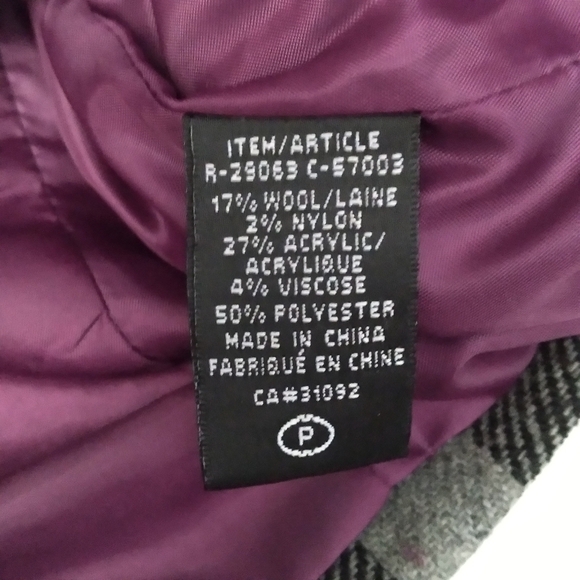 ITEM/ARTICLE
R-29063 C-57003
17% WOOL/LAINE
2% NYLON
27% ACRYLIC/
ACRYLIQUE
4% VISCOSE
50% POLYESTER
MADE IN CHINA
FABRIQUÉ EN CHINE
CA#31092
P